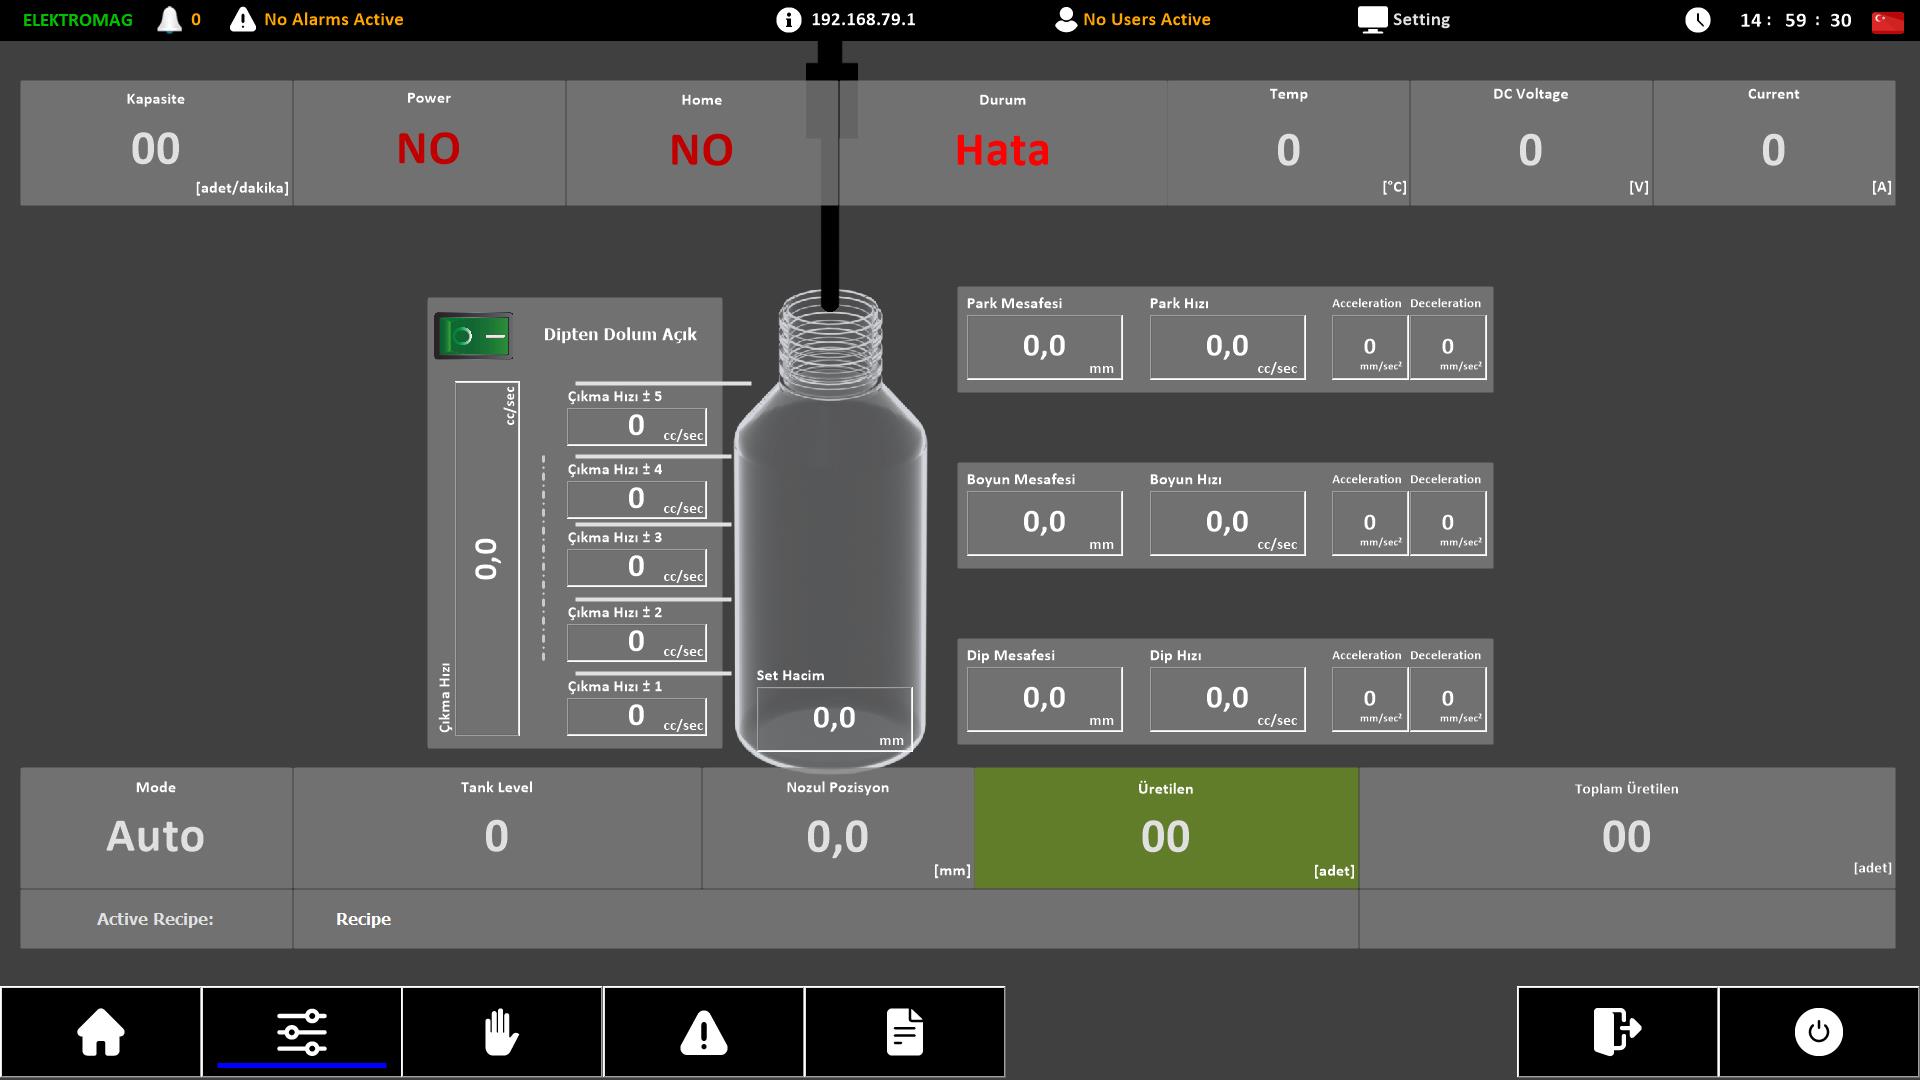 ELEKTROMAG 0 No Alarms Active 192.168.79.1 No Users Active Setting 14 : 59 : 30
Kapasite Power Home Durum Temp DC Voltage Current
00 NO NO Hata 0 0 0
[adet/dakika] [°C] [V] [A]
Dipten Dolum Açık
cc/sec
0,0
Çıkma Hızı
Çıkma Hızı ± 5
0 cc/sec
Çıkma Hızı ± 4
0 cc/sec
Çıkma Hızı ± 3
0 cc/sec
Çıkma Hızı ± 2
0 cc/sec
Çıkma Hızı ± 1
0 cc/sec
Set Hacim
0,0
mm
Park Mesafesi Park Hızı Acceleration Deceleration
0,0 0,0 0 0
mm cc/sec mm/sec² mm/sec²
Boyun Mesafesi Boyun Hızı Acceleration Deceleration
0,0 0,0 0 0
mm cc/sec mm/sec² mm/sec²
Dip Mesafesi Dip Hızı Acceleration Deceleration
0,0 0,0 0 0
mm cc/sec mm/sec² mm/sec²
Mode Tank Level Nozul Pozisyon Üretilen Toplam Üretilen
Auto 0 0,0 00 00
[mm] [adet] [adet]
Active Recipe: Recipe